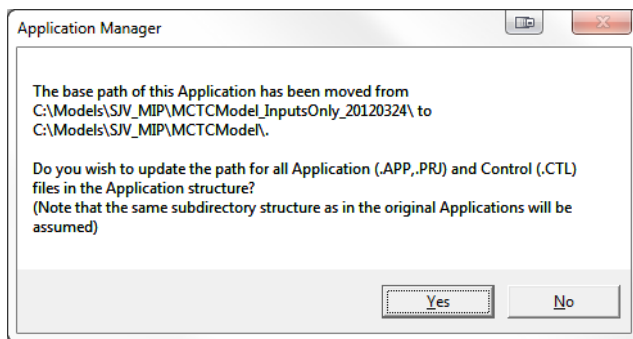 Application Manager
The base path of this Application has been moved from
C:\Models\SJV_MIP\MCTCModel_InputsOnly_20120324\ to
C:\Models\SJV_MIP\MCTCModel\.
Do you wish to update the path for all Application (.APP,.PRJ) and Control (.CTL)
files in the Application structure?
(Note that the same subdirectory structure as in the original Applications will be
assumed)
Yes
No